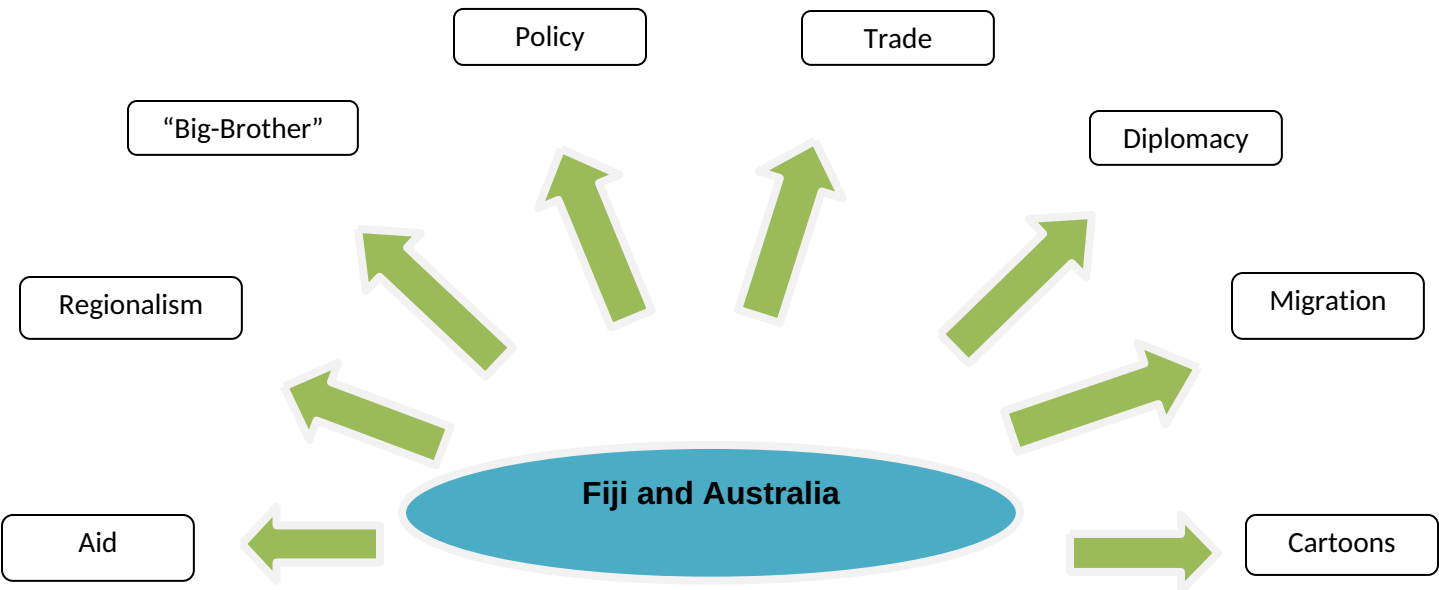 Policy
Trade
“Big-Brother”
Diplomacy
Regionalism
Migration
Fiji and Australia
Aid
Cartoons